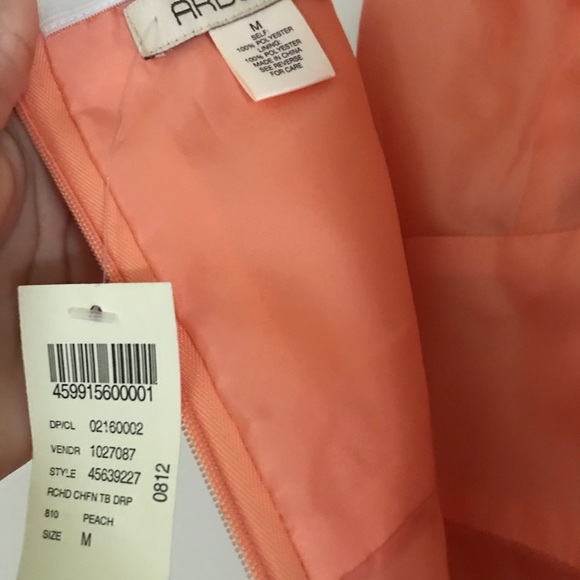 M
SELF:
100% POLYESTER
LINING:
100% POLYESTER
MADE IN CHINA
SEE REVERSE
FOR CARE
459915600001
DP/CL 02160002
VENDR 1027087
STYLE 45639227
RCHD CHFN TB DRP
810 PEACH
SIZE M
0812